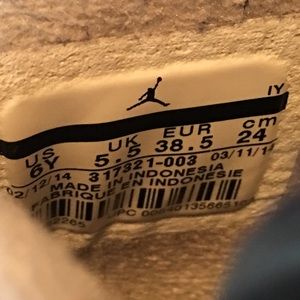 IY
US UK EUR cm
6Y 5.5 38.5 24
317321-003
02/12/14 03/11/14
MADE IN INDONESIA
FABRIQUE EN INDONESIE